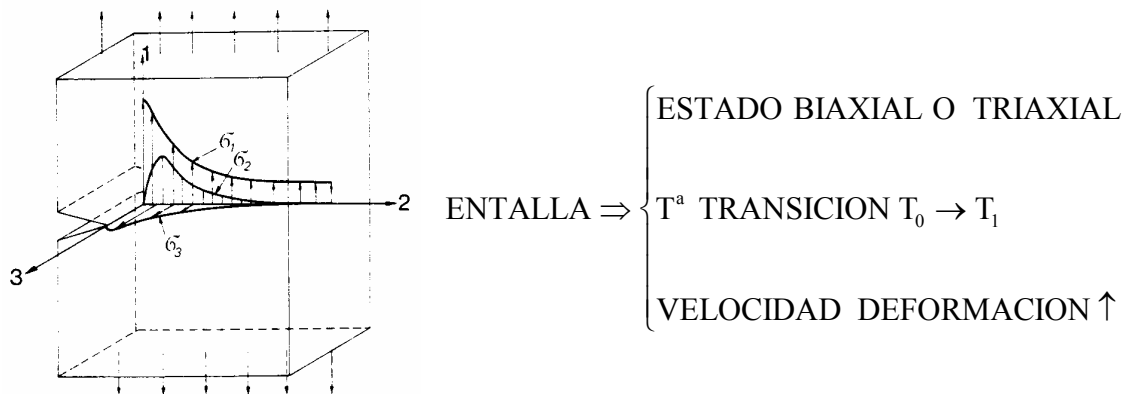 1
σ1
σ2
2
σ3
3
ENTALLA ⇒
ESTADO BIAXIAL O TRIAXIAL
Tª TRANSICION T₀ → T₁
VELOCIDAD DEFORMACION ↑